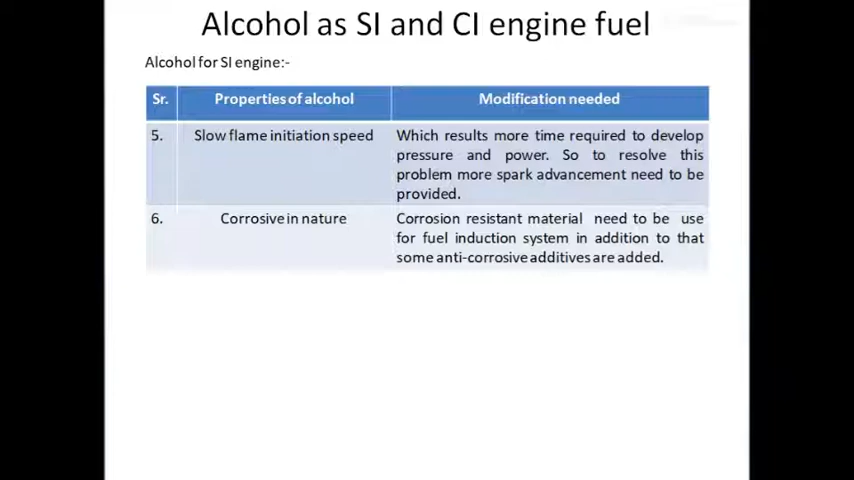 Alcohol as SI and CI engine fuel
Alcohol for SI engine:-
Sr. Properties of alcohol Modification needed
5. Slow flame initiation speed Which results more time required to develop
pressure and power. So to resolve this
problem more spark advancement need to be
provided.
6. Corrosive in nature Corrosion resistant material need to be use
for fuel induction system in addition to that
some anti-corrosive additives are added.